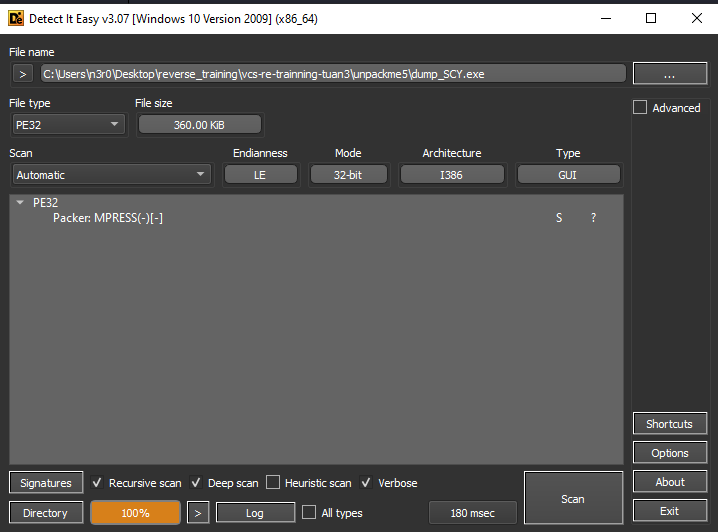 Detect It Easy v3.07 [Windows 10 Version 2009] (x86_64)
File name
> C:\Users\n3r0\Desktop\reverse_training\vcs-re-trainning-tuan3\unpackme5\dump_SCY.exe ...
File type File size
PE32 360.00 KiB Advanced
Scan Endianness Mode Architecture Type
Automatic LE 32-bit I386 GUI
PE32
Packer: MPRESS(-)[-] S ?
Shortcuts
Options
Signatures Recursive scan Deep scan Heuristic scan Verbose About
Scan
Directory 100% > Log All types 180 msec Exit